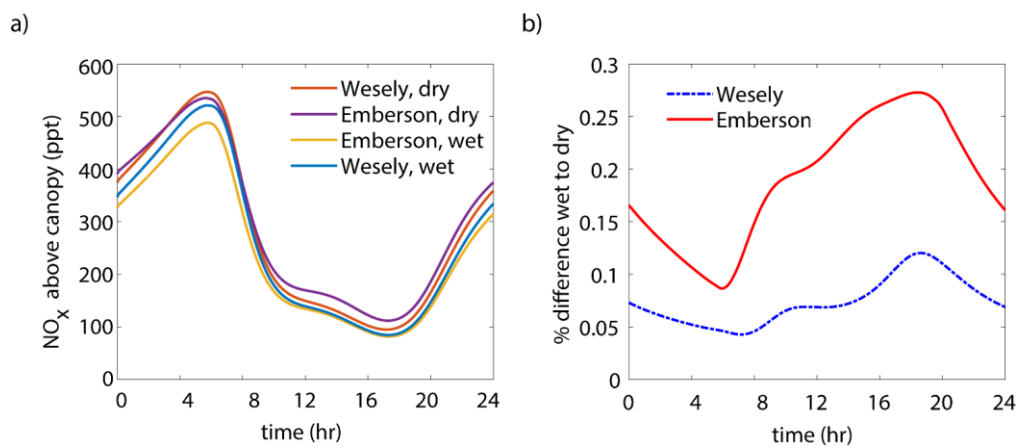 a)
600
500
400
300
200
100
0
NOx above canopy (ppt)
Wesely, dry
Emberson, dry
Emberson, wet
Wesely, wet
0 4 8 12 16 20 24
time (hr)
b)
0.3
0.25
0.2
0.15
0.1
0.05
0
% difference wet to dry
Wesely
Emberson
0 4 8 12 16 20 24
time (hr)